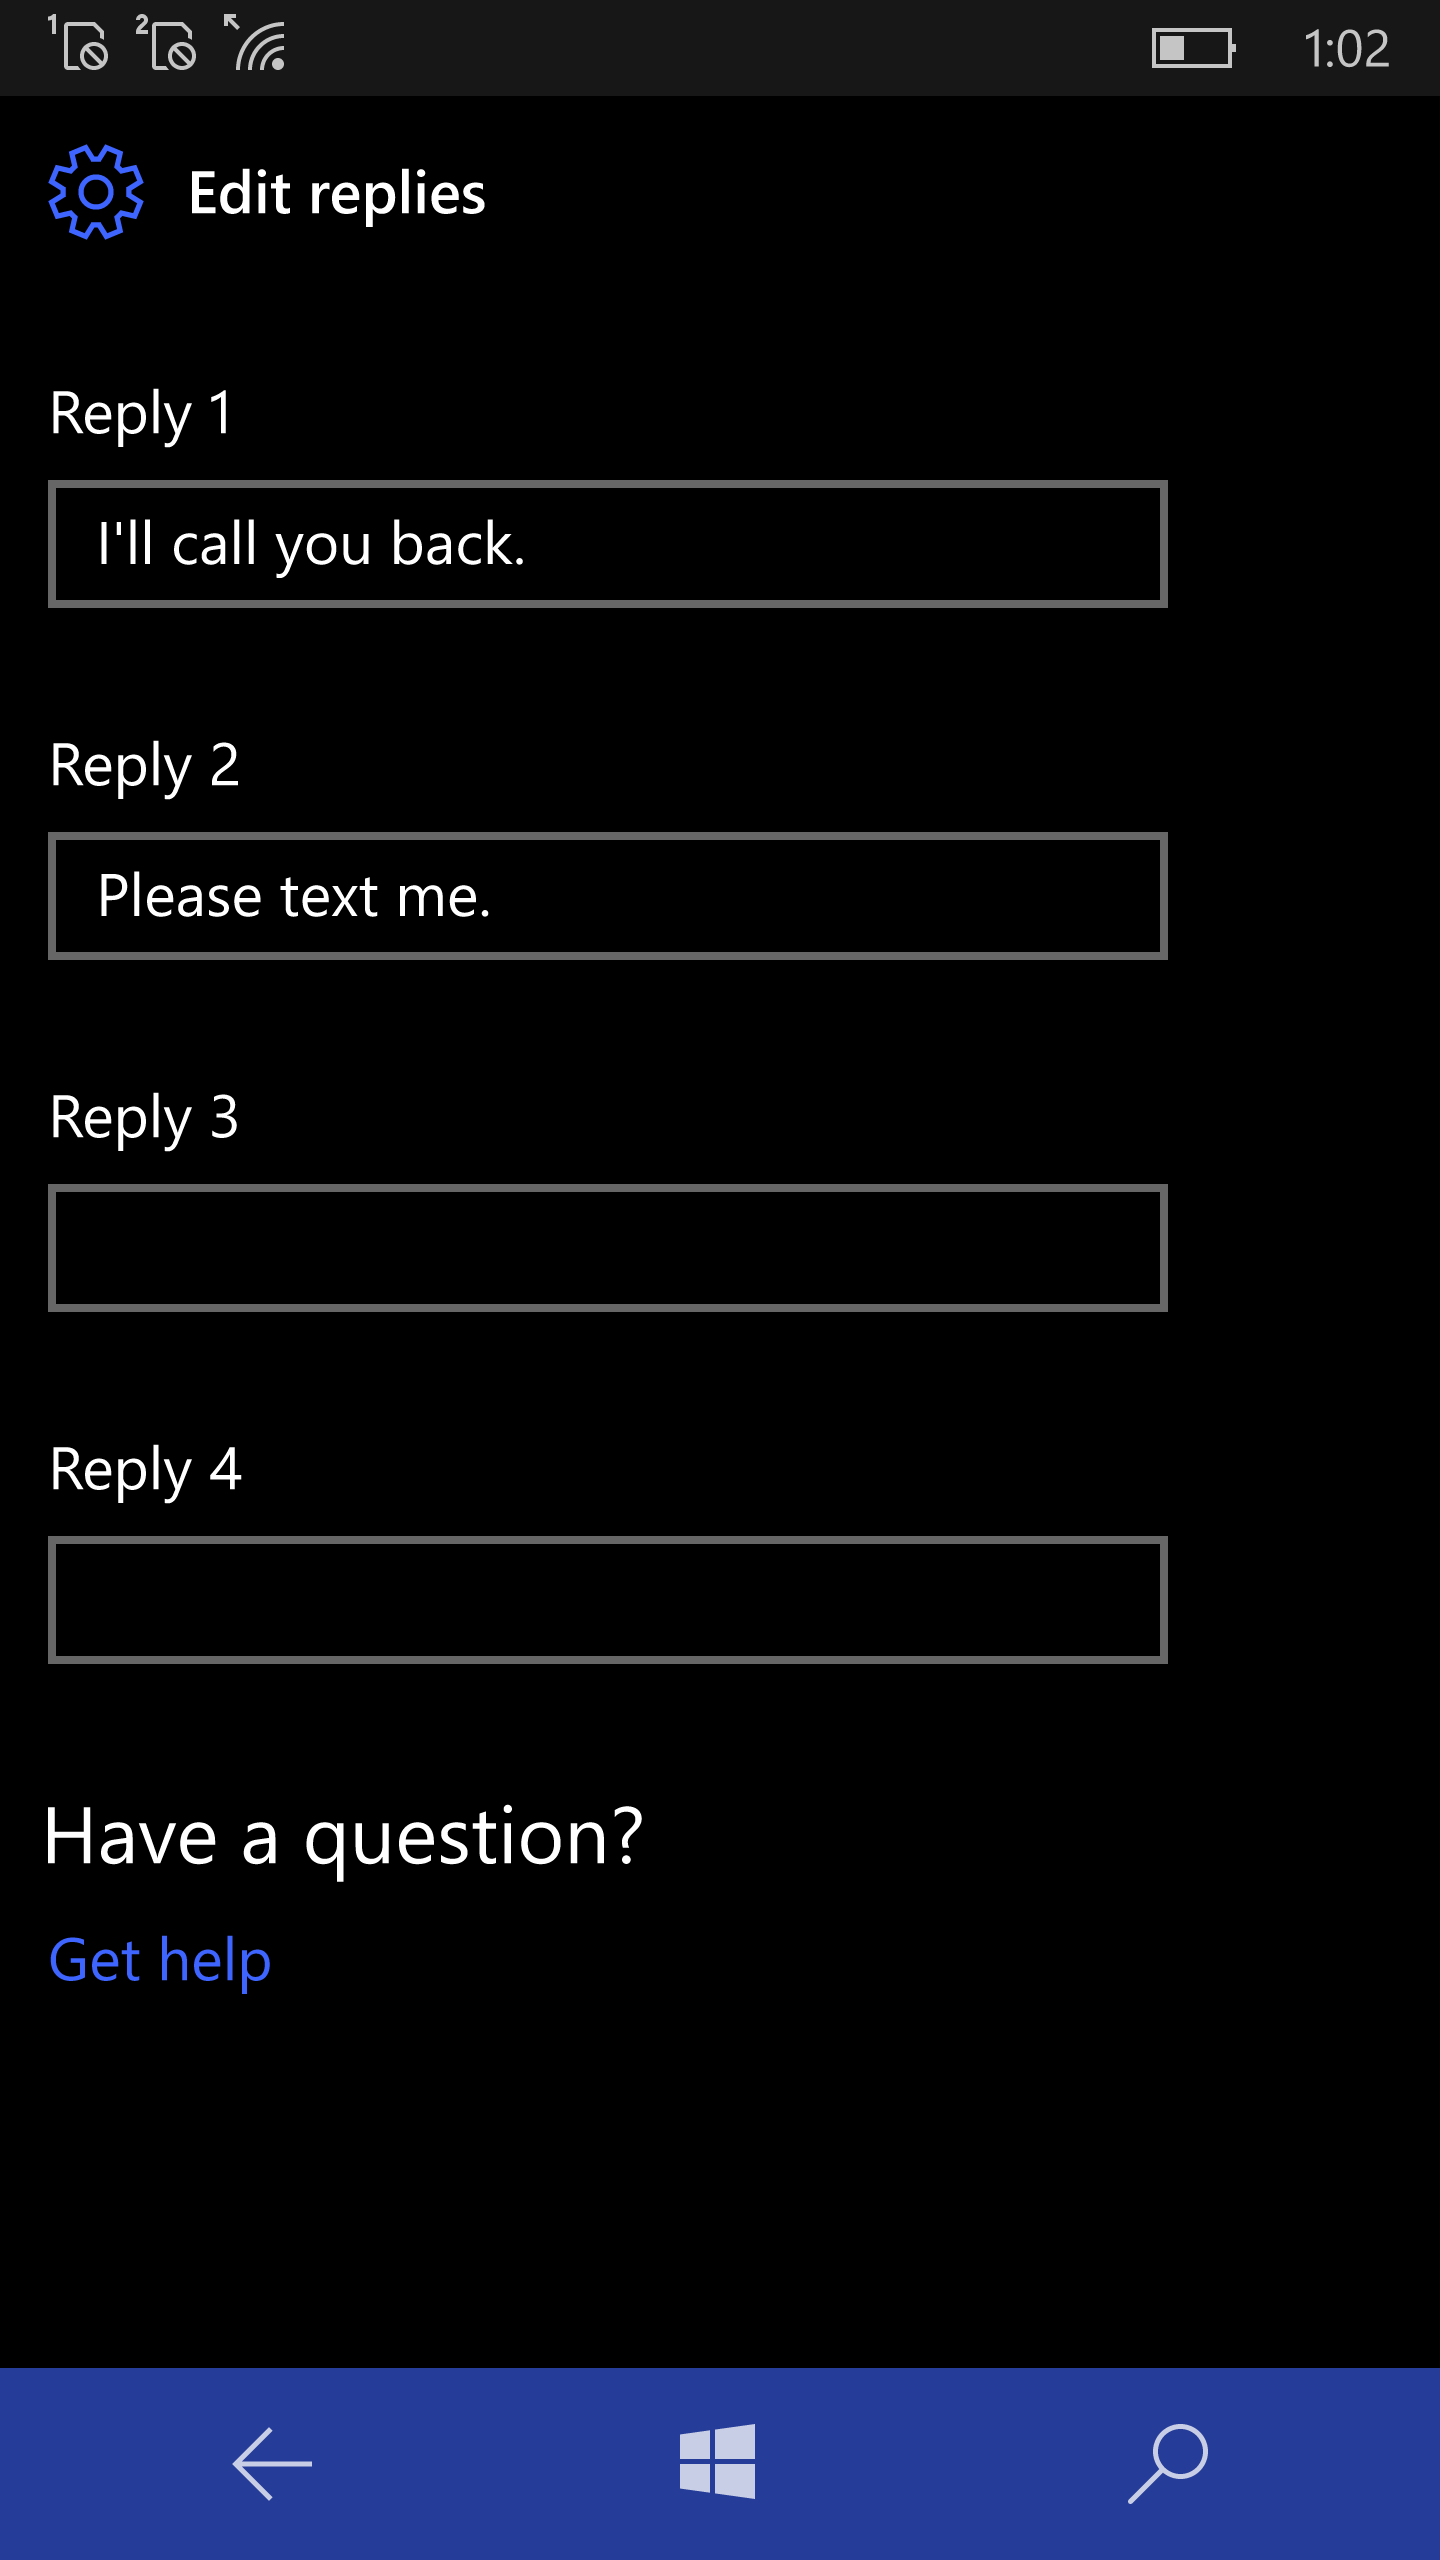 1 2 1:02
Edit replies
Reply 1
I'll call you back.
Reply 2
Please text me.
Reply 3
Reply 4
Have a question?
Get help